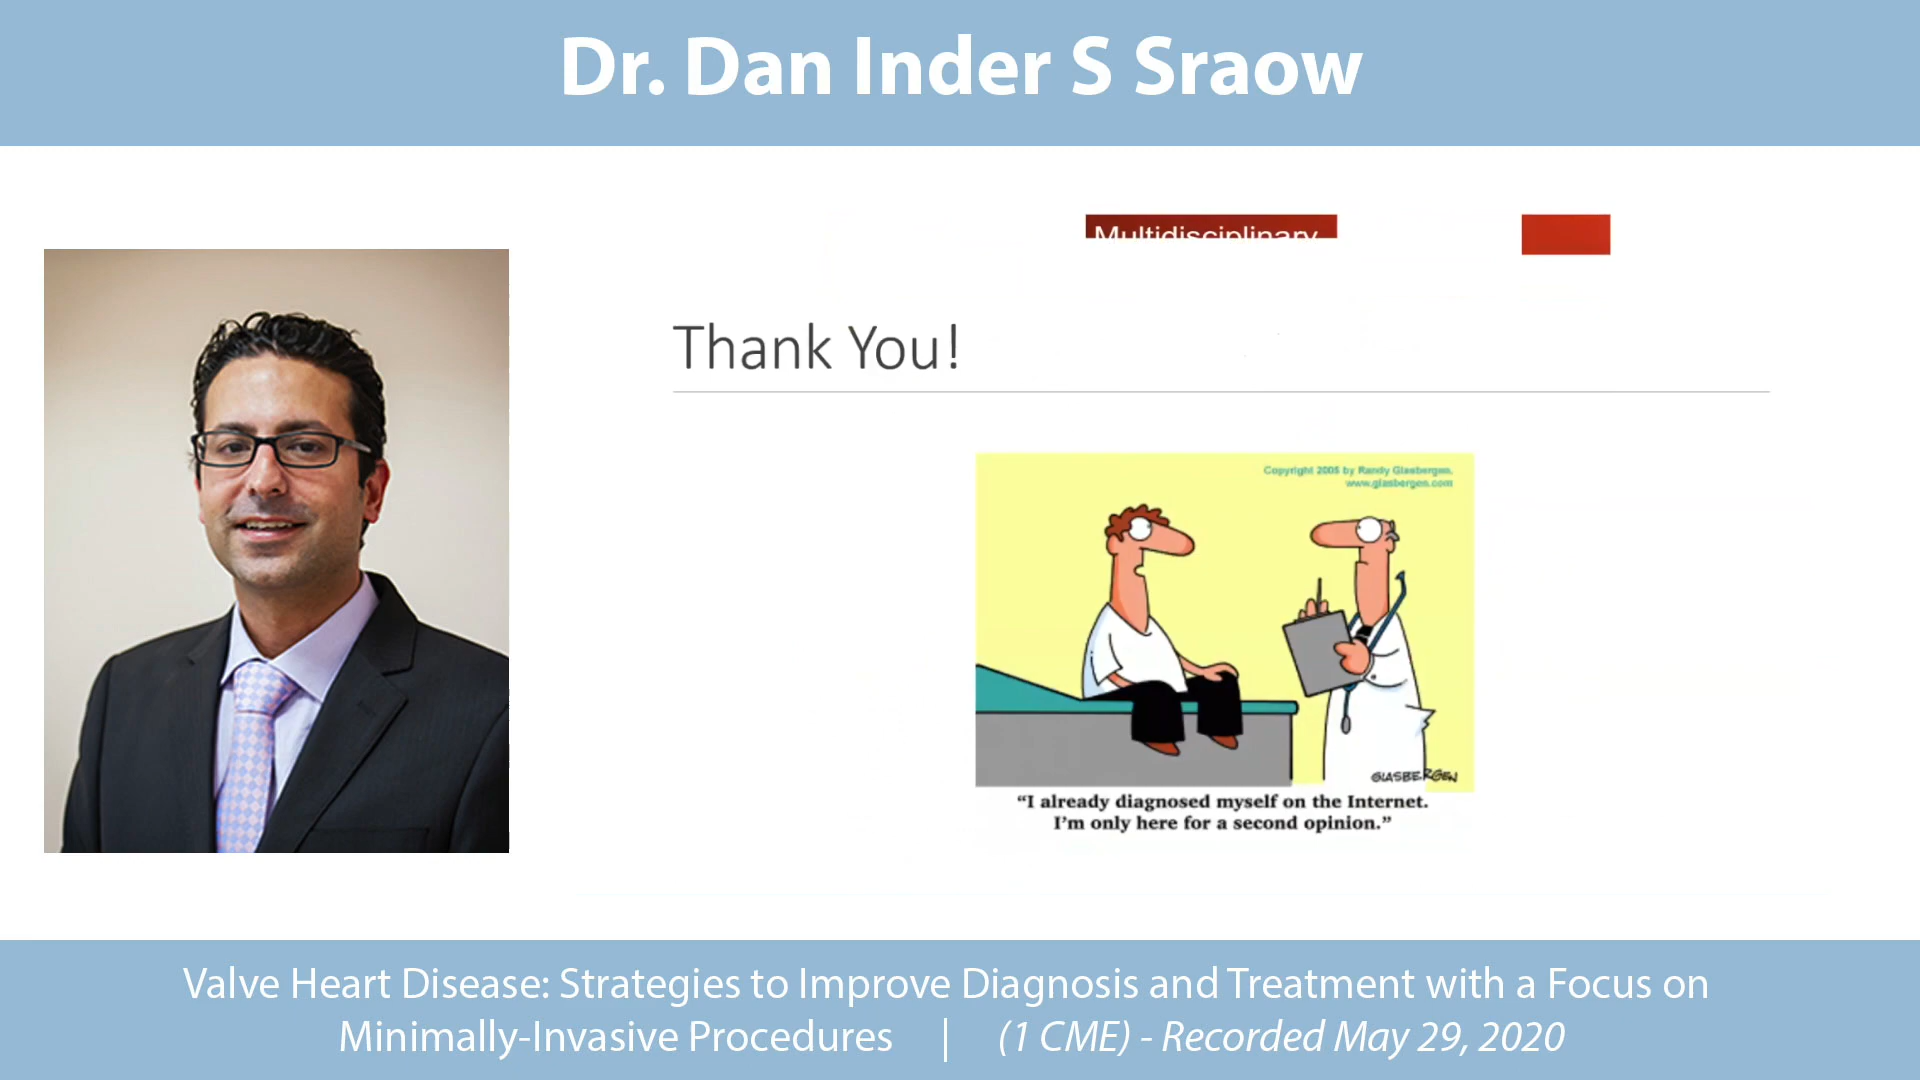 Dr. Dan Inder S Sraow
Multidisciplinary
Thank You!
Copyright 2005 by Randy Glasbergen.
www.glasbergen.com
GLASBERGEN
“I already diagnosed myself on the Internet.
I’m only here for a second opinion.”
Valve Heart Disease: Strategies to Improve Diagnosis and Treatment with a Focus on
Minimally-Invasive Procedures | (1 CME) - Recorded May 29, 2020